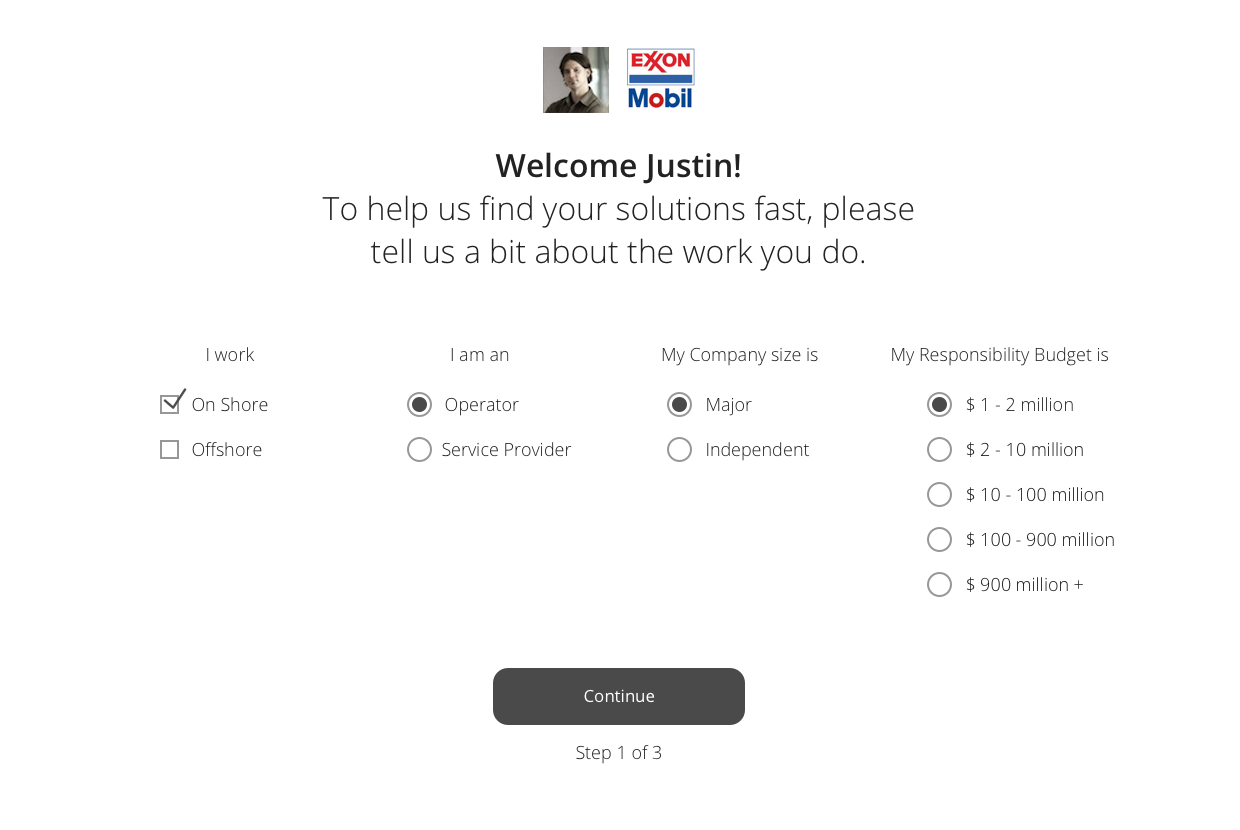 EXXON
Mobil
Welcome Justin!
To help us find your solutions fast, please
tell us a bit about the work you do.
I work
On Shore
Offshore
I am an
Operator
Service Provider
My Company size is
Major
Independent
My Responsibility Budget is
$ 1 - 2 million
$ 2 - 10 million
$ 10 - 100 million
$ 100 - 900 million
$ 900 million +
Continue
Step 1 of 3